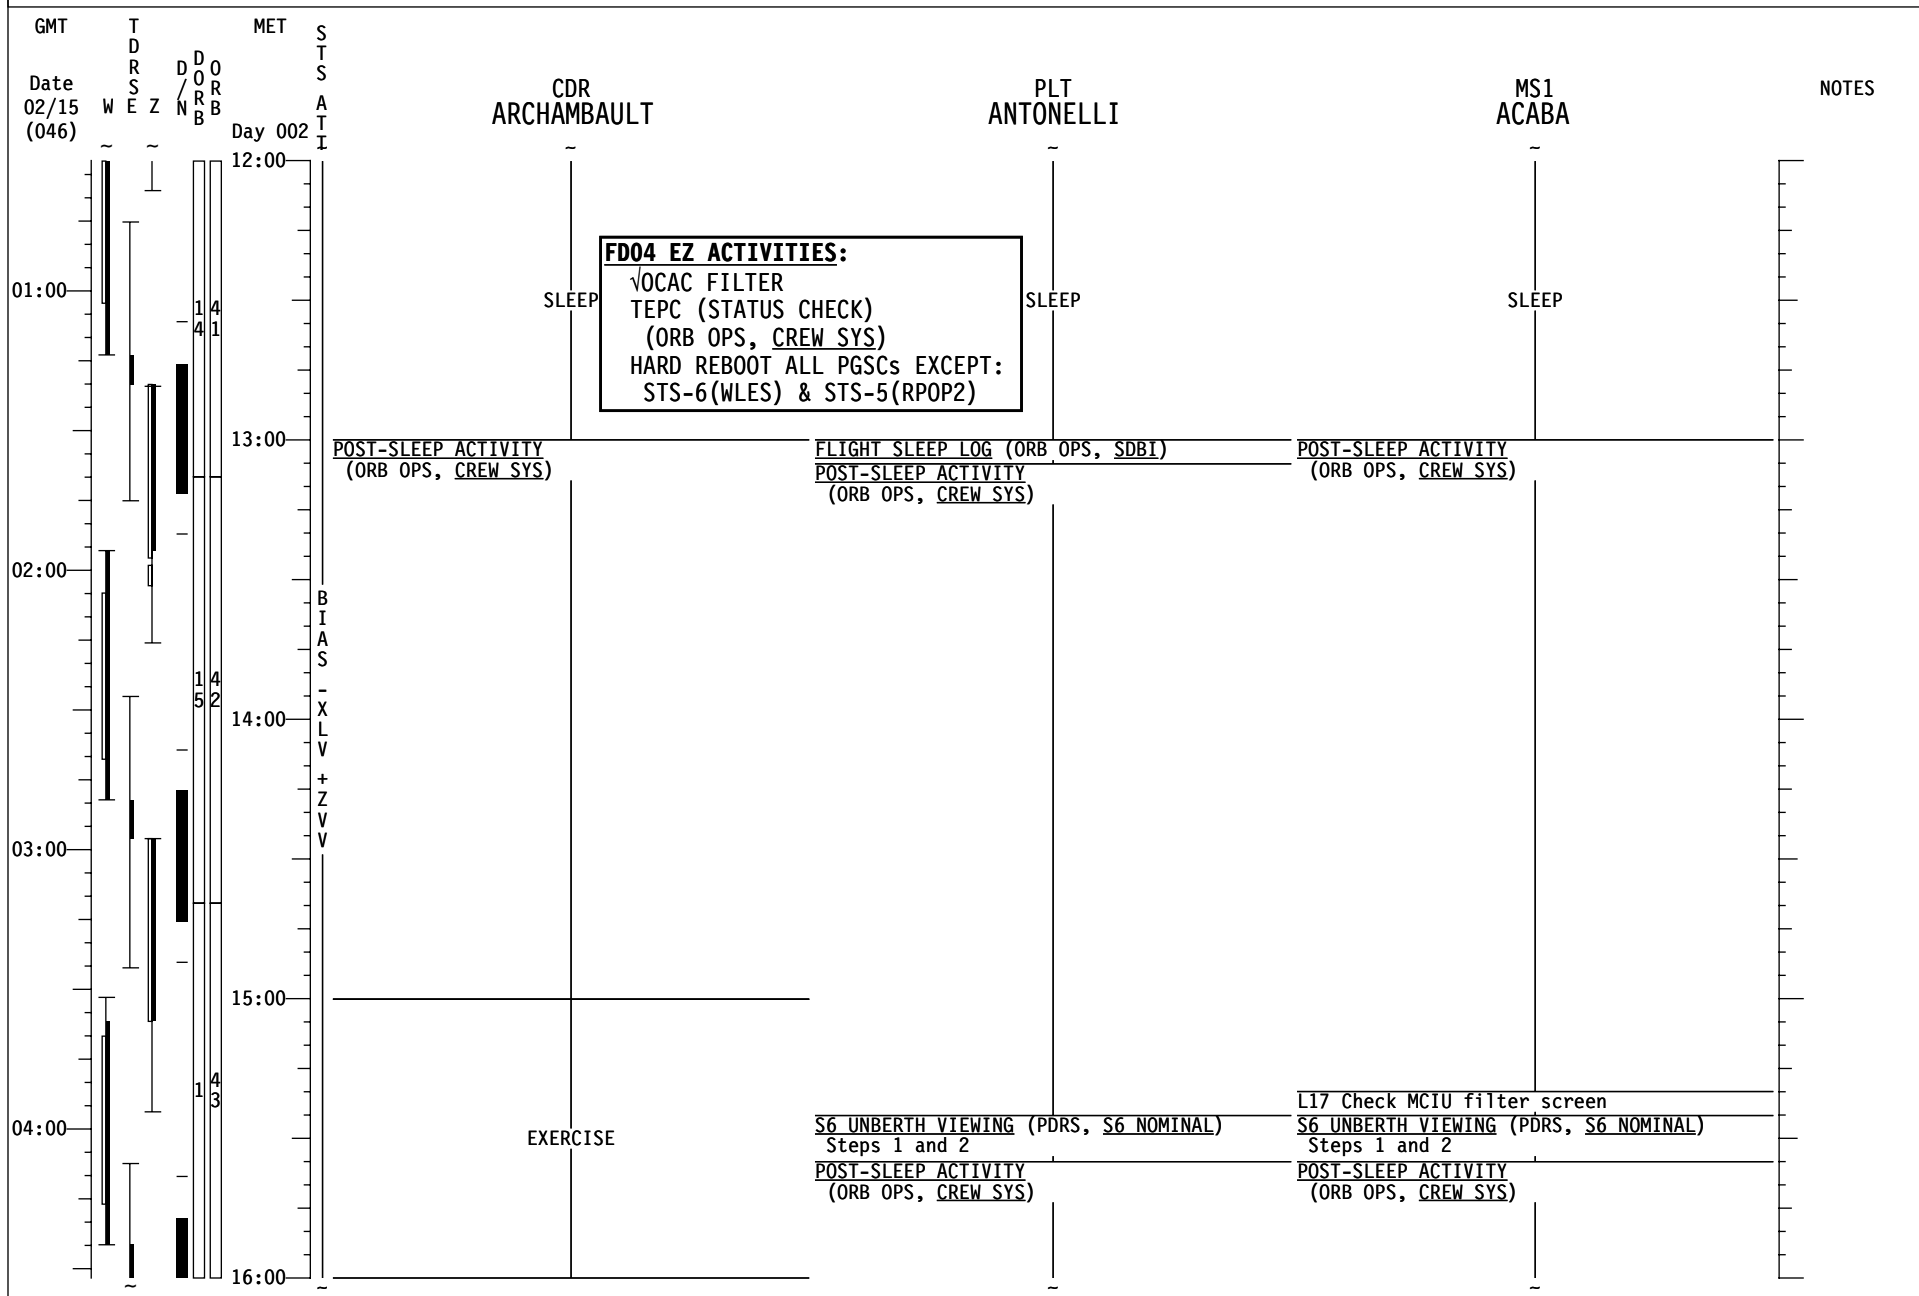 GMT
TDRS
MET
STS ATT
Date
02/15
(046)
W E Z
D/N
DORB
ORB
Day 002
CDR
ARCHAMBAULT
PLT
ANTONELLI
MS1
ACABA
NOTES
~ ~ ~ ~ ~
12:00
FD04 EZ ACTIVITIES:
√OCAC FILTER
TEPC (STATUS CHECK)
(ORB OPS, CREW SYS)
HARD REBOOT ALL PGSCs EXCEPT:
STS-6(WLES) & STS-5(RPOP2)
01:00
14
41
SLEEP
SLEEP
SLEEP
13:00
POST-SLEEP ACTIVITY
(ORB OPS, CREW SYS)
FLIGHT SLEEP LOG (ORB OPS, SDBI)
POST-SLEEP ACTIVITY
(ORB OPS, CREW SYS)
POST-SLEEP ACTIVITY
(ORB OPS, CREW SYS)
02:00
BIAS -XLV +ZVV
15
42
14:00
03:00
15:00
1
43
04:00
EXERCISE
L17 Check MCIU filter screen
S6 UNBERTH VIEWING (PDRS, S6 NOMINAL)
Steps 1 and 2
S6 UNBERTH VIEWING (PDRS, S6 NOMINAL)
Steps 1 and 2
POST-SLEEP ACTIVITY
(ORB OPS, CREW SYS)
POST-SLEEP ACTIVITY
(ORB OPS, CREW SYS)
16:00
~ ~ ~ ~